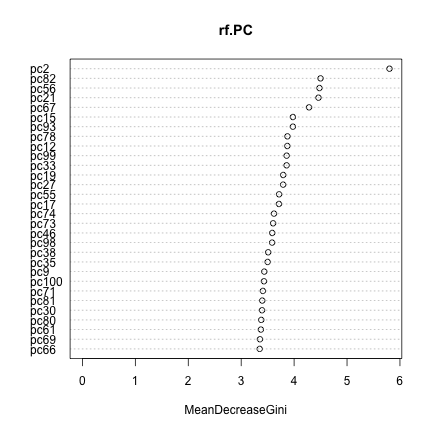 rf.PC
pc2
pc82
pc56
pc21
pc67
pc15
pc93
pc78
pc12
pc99
pc33
pc19
pc27
pc55
pc17
pc74
pc73
pc46
pc98
pc38
pc35
pc9
pc100
pc71
pc81
pc30
pc80
pc61
pc69
pc66
0 1 2 3 4 5 6
MeanDecreaseGini